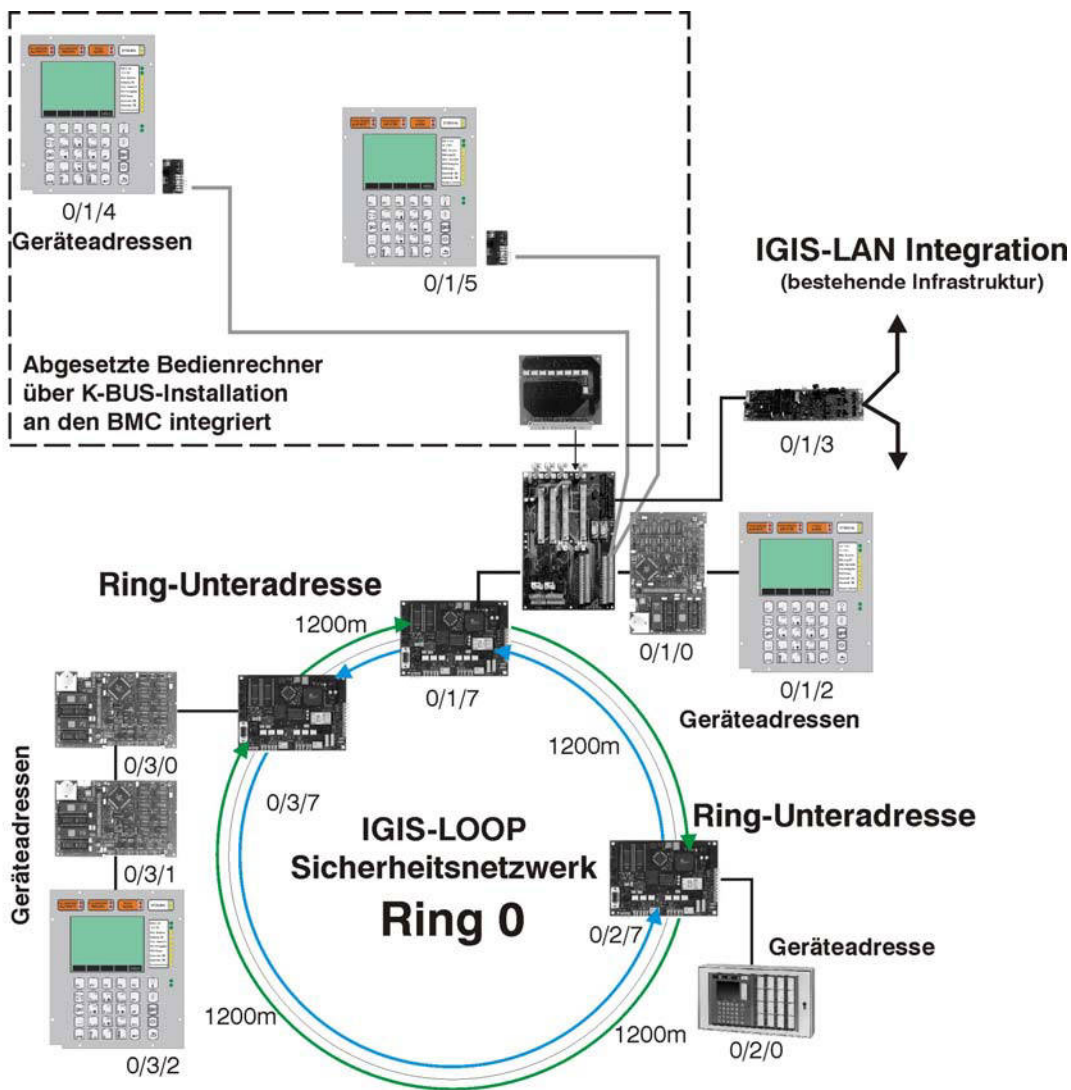 0/1/4
Geräteadressen
0/1/5
Abgesetzte Bedienrechner
über K-BUS-Installation
an den BMC integriert
IGIS-LAN Integration
(bestehende Infrastruktur)
0/1/3
Ring-Unteradresse
1200m
0/1/7
0/1/0
0/1/2
Geräteadressen
1200m
Geräteadressen
0/3/0
0/3/7
0/3/1
0/3/2
IGIS-LOOP
Sicherheitsnetzwerk
Ring 0
Ring-Unteradresse
0/2/7
Geräteadresse
0/2/0
1200m
1200m